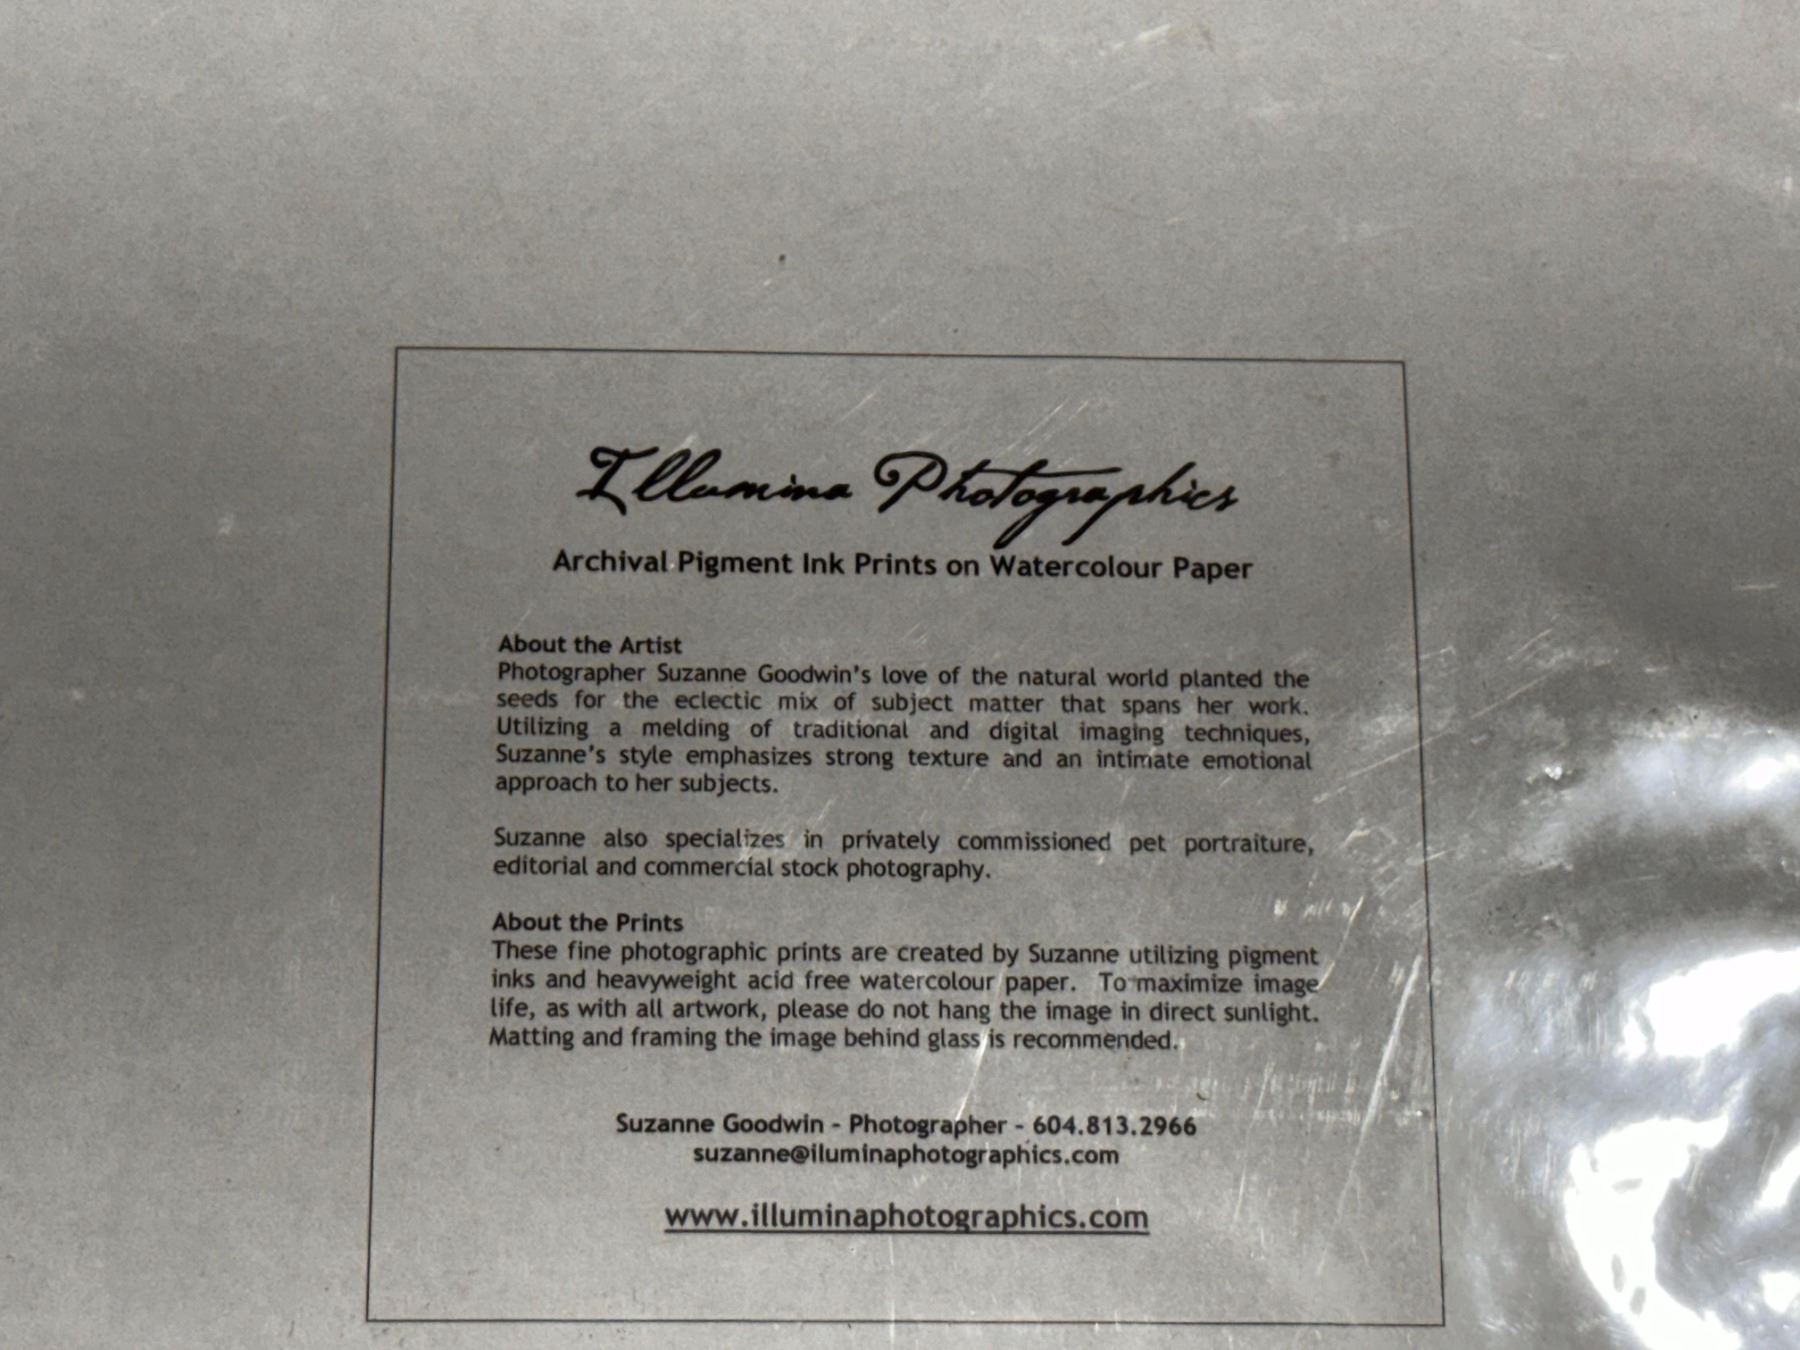 Illumina Photographics
Archival Pigment Ink Prints on Watercolour Paper
About the Artist
Photographer Suzanne Goodwin's love of the natural world planted the
seeds for the eclectic mix of subject matter that spans her work.
Utilizing a melding of traditional and digital imaging techniques,
Suzanne's style emphasizes strong texture and an intimate emotional
approach to her subjects.
Suzanne also specializes in privately commissioned pet portraiture,
editorial and commercial stock photography.
About the Prints
These fine photographic prints are created by Suzanne utilizing pigment
inks and heavyweight acid free watercolour paper. To maximize image
life, as with all artwork, please do not hang the image in direct sunlight.
Matting and framing the image behind glass is recommended.
Suzanne Goodwin - Photographer - 604.813.2966
suzanne@iluminaphotographics.com
www.illuminaphotographics.com